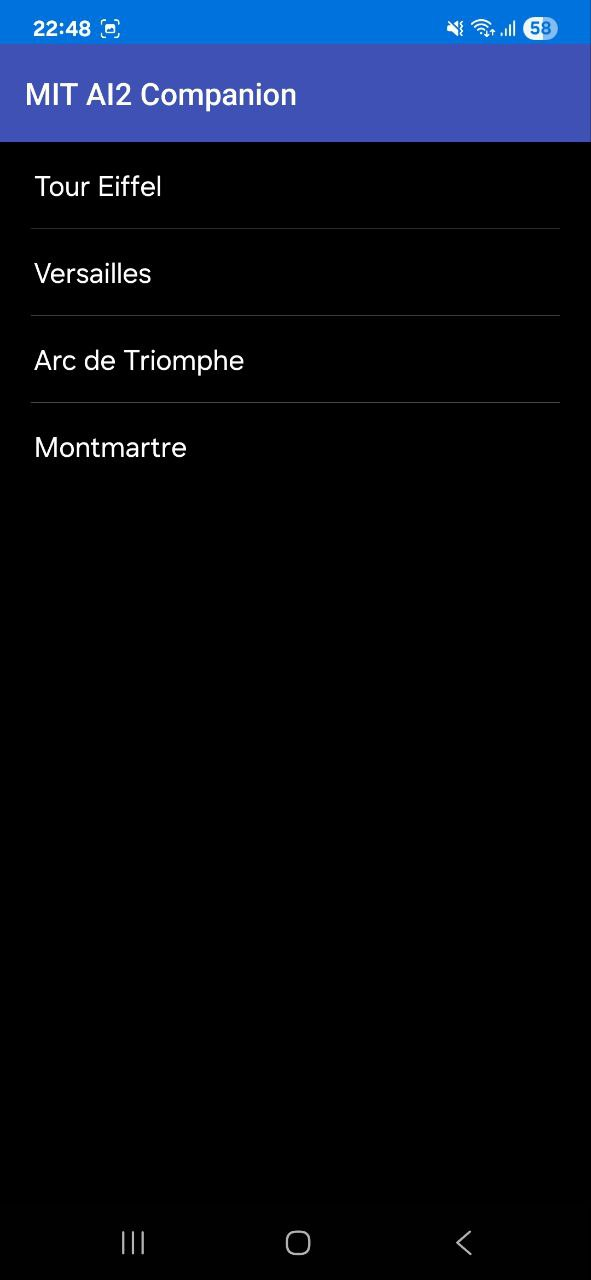 22:48
58
MIT AI2 Companion
Tour Eiffel
Versailles
Arc de Triomphe
Montmartre